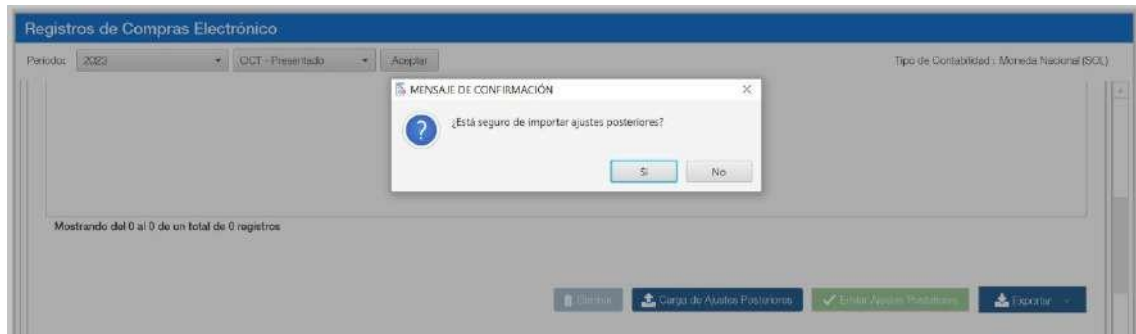 Registros de Compras Electrónico
Periodo: 2023 OCT - Presentado Aceptar Tipo de Contabilidad : Moneda Nacional (SOL)
MENSAJE DE CONFIRMACIÓN
¿Está seguro de importar ajustes posteriores?
Sí No
Mostrando del 0 al 0 de un total de 0 registros
Eliminar Carga de Ajustes Posteriores Enviar Ajustes Posteriores Exportar